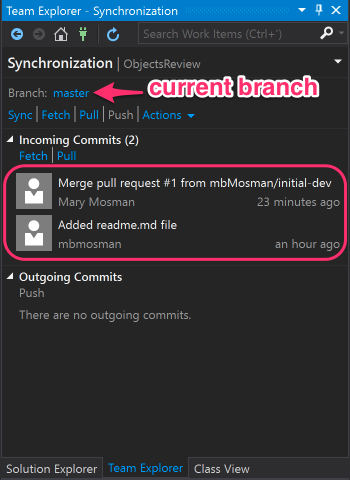 Team Explorer - Synchronization
Search Work Items (Ctrl+')
Synchronization | ObjectsReview
Branch: master
current branch
Sync | Fetch | Pull | Push | Actions
Incoming Commits (2)
Fetch | Pull
Merge pull request #1 from mbMosman/initial-dev
Mary Mosman 23 minutes ago
Added readme.md file
mbmosman an hour ago
Outgoing Commits
Push
There are no outgoing commits.
Solution Explorer Team Explorer Class View